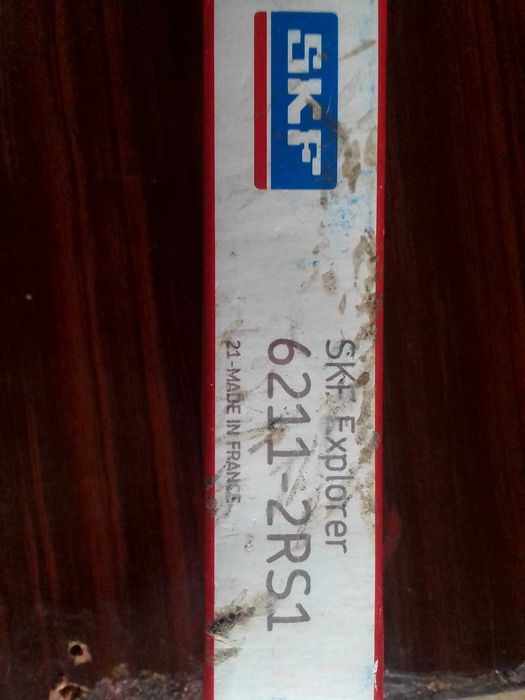 SKF
SKF Explorer
6211-2RS1
21-MADE IN FRANCE